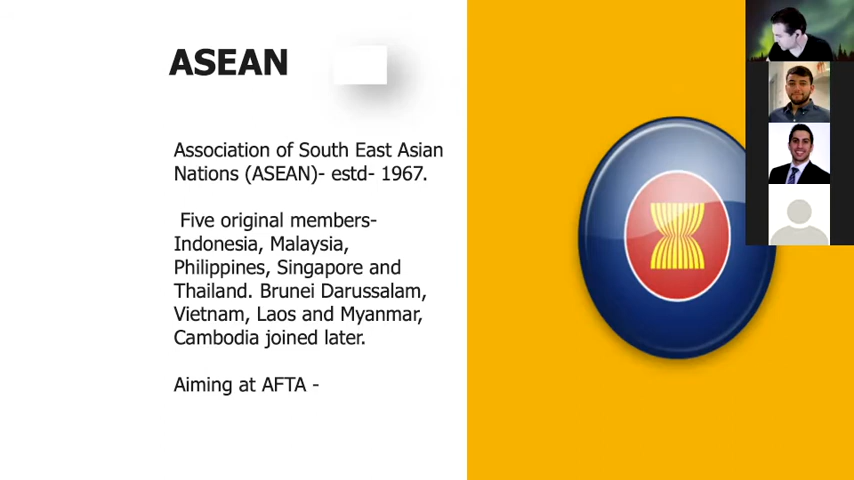 ASEAN
Association of South East Asian
Nations (ASEAN)- estd- 1967.
Five original members-
Indonesia, Malaysia,
Philippines, Singapore and
Thailand. Brunei Darussalam,
Vietnam, Laos and Myanmar,
Cambodia joined later.
Aiming at AFTA -